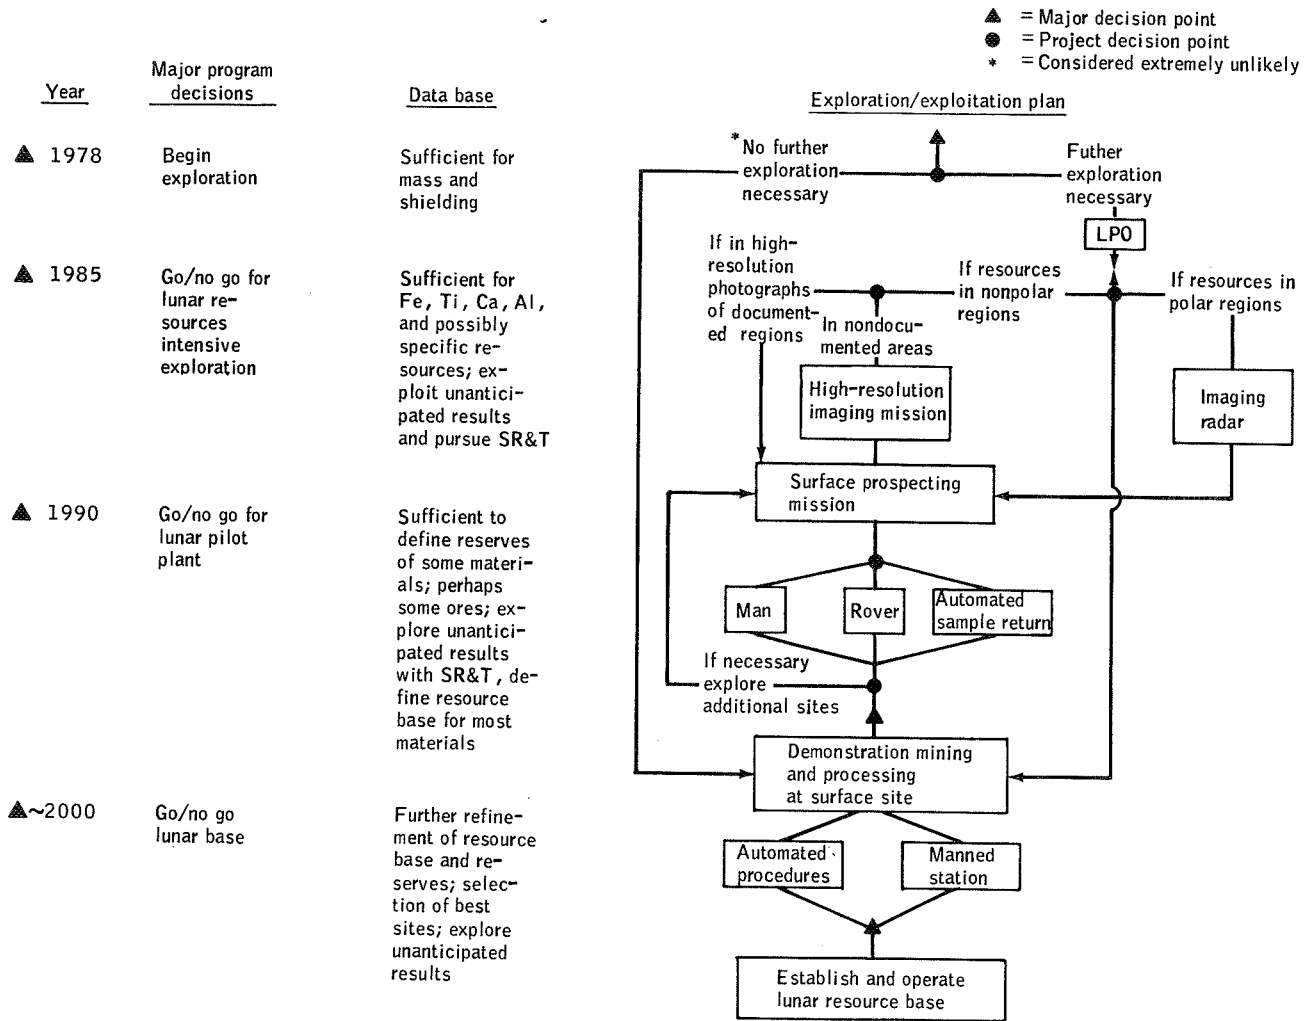 ▲ = Major decision point
● = Project decision point
* = Considered extremely unlikely
Year
Major program
decisions
Data base
Exploration/exploitation plan
▲ 1978
Begin
exploration
Sufficient for
mass and
shielding
▲ 1985
Go/no go for
lunar re-
sources
intensive
exploration
Sufficient for
Fe, Ti, Ca, Al,
and possibly
specific re-
sources; ex-
ploit unantici-
pated results
and pursue SR&T
▲ 1990
Go/no go for
lunar pilot
plant
Sufficient to
define reserves
of some materi-
als; perhaps
some ores; ex-
plore unantici-
pated results
with SR&T, de-
fine resource
base for most
materials
▲~2000
Go/no go
lunar base
Further refine-
ment of resource
base and re-
serves; selec-
tion of best
sites; explore
unanticipated
results
*No further
exploration
necessary
Futher
exploration
necessary
LPO
If in high-
resolution
photographs
of document-
ed regions
In nondocu-
mented areas
If resources
in nonpolar
regions
If resources in
polar regions
High-resolution
imaging mission
Imaging
radar
Surface prospecting
mission
Man
Rover
Automated
sample return
If necessary
explore
additional sites
Demonstration mining
and processing
at surface site
Automated
procedures
Manned
station
Establish and operate
lunar resource base